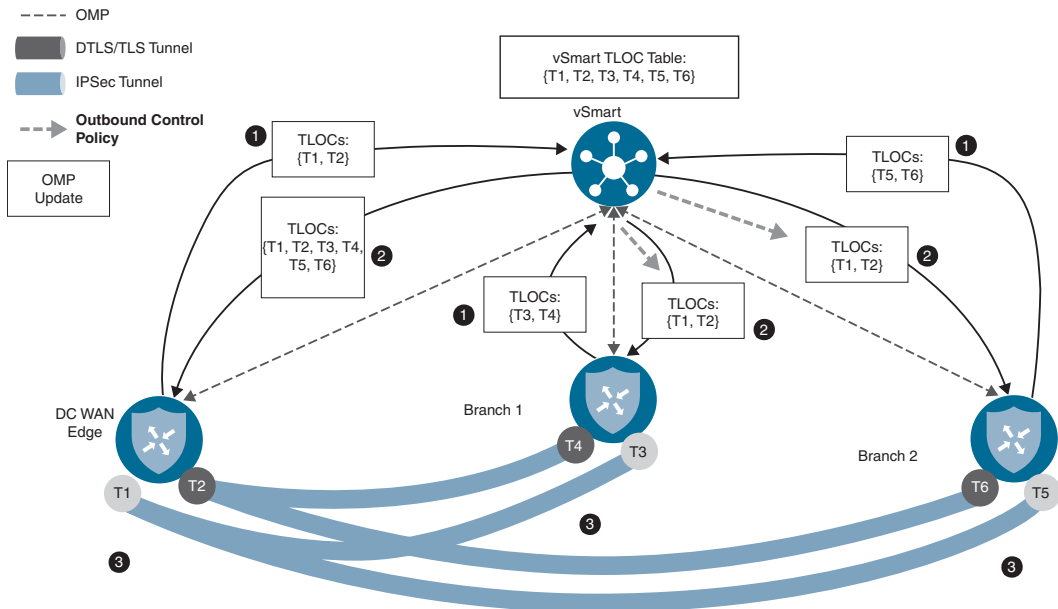 OMP
DTLS/TLS Tunnel
IPSec Tunnel
Outbound Control
Policy
OMP
Update
vSmart TLOC Table:
{T1, T2, T3, T4, T5, T6}
vSmart
1
TLOCs:
{T1, T2}
1
TLOCs:
{T5, T6}
TLOCs:
{T1, T2, T3, T4,
T5, T6}
2
TLOCs:
{T1, T2}
2
1
TLOCs:
{T3, T4}
TLOCs:
{T1, T2}
2
DC WAN
Edge
Branch 1
Branch 2
T4
T3
T1
T2
T6
T5
3
3
3